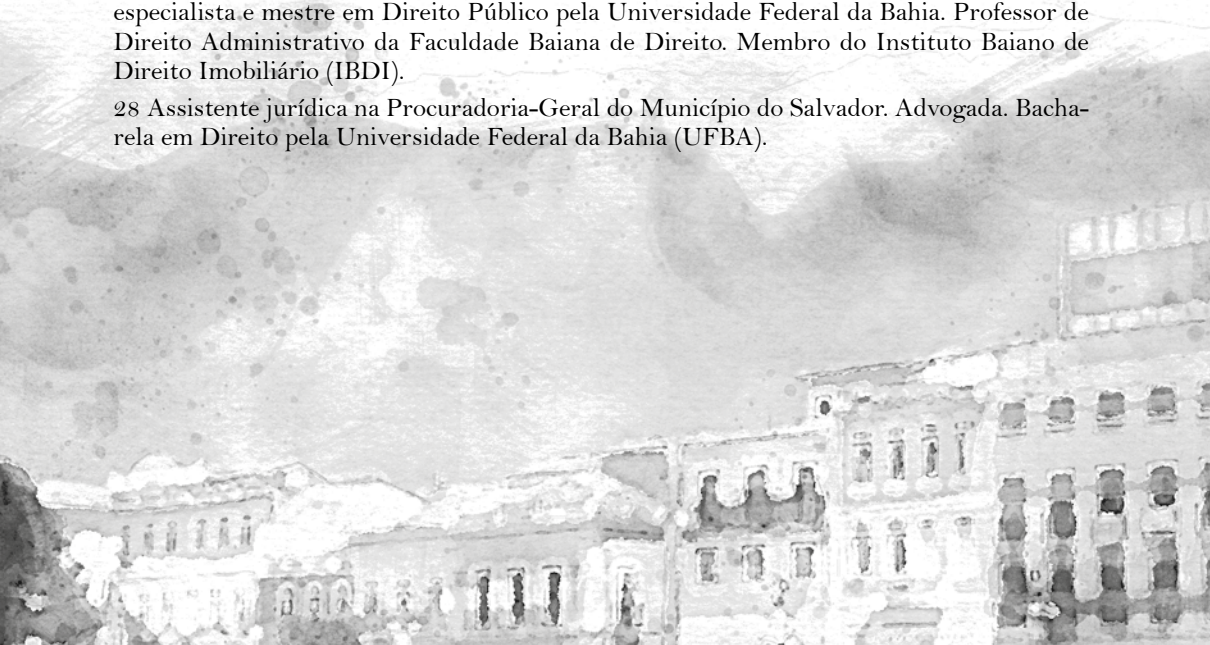 especialista e mestre em Direito Público pela Universidade Federal da Bahia. Professor de
Direito Administrativo da Faculdade Baiana de Direito. Membro do Instituto Baiano de
Direito Imobiliário (IBDI).
28 Assistente jurídica na Procuradoria-Geral do Município do Salvador. Advogada. Bacha-
rela em Direito pela Universidade Federal da Bahia (UFBA).